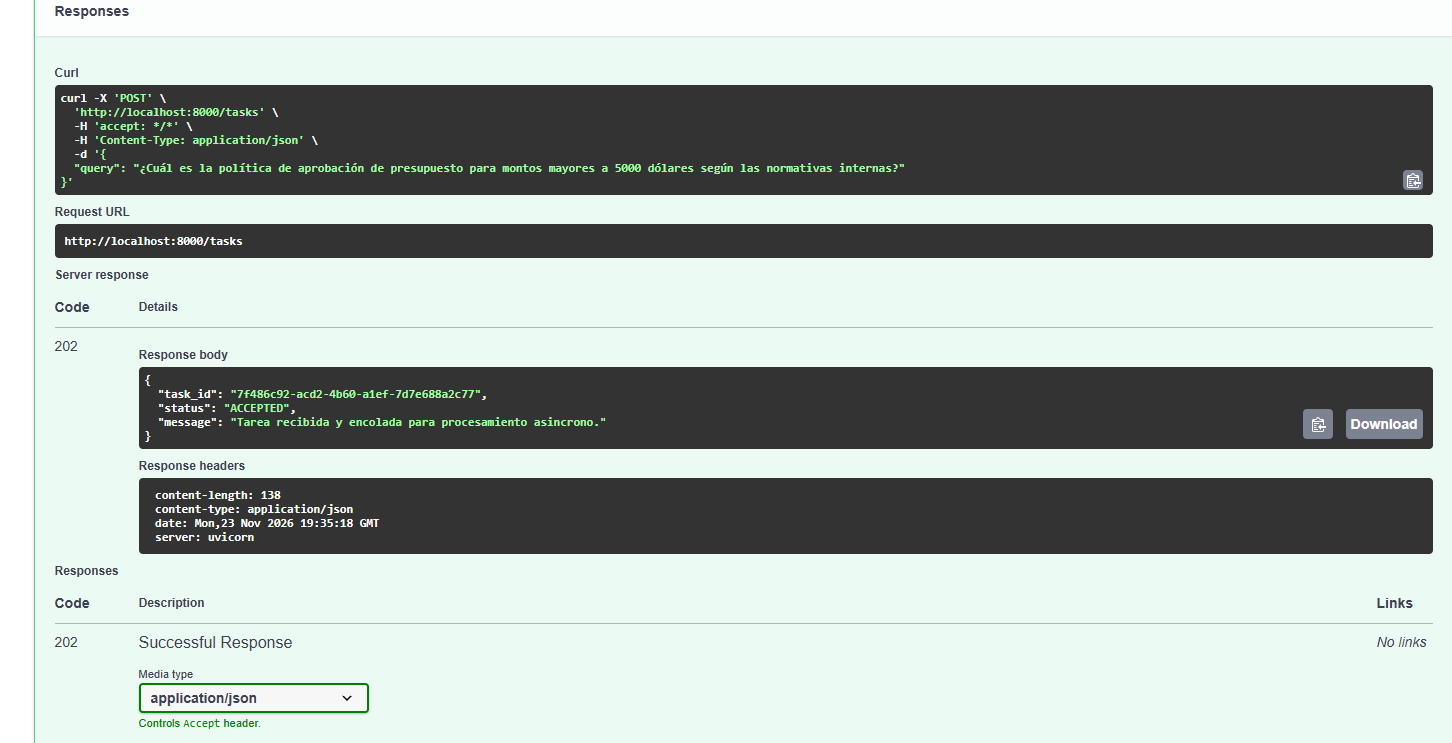 Responses
Curl
curl -X 'POST' \
  'http://localhost:8000/tasks' \
  -H 'accept: */*' \
  -H 'Content-Type: application/json' \
  -d '{
  "query": "¿Cuál es la política de aprobación de presupuesto para montos mayores a 5000 dólares según las normativas internas?"
}'
Request URL
http://localhost:8000/tasks
Server response
Code Details
202
Response body
{
  "task_id": "7f486c92-acd2-4b60-a1ef-7d7e688a2c77",
  "status": "ACCEPTED",
  "message": "Tarea recibida y encolada para procesamiento asincrono."
}
Download
Response headers
content-length: 138
content-type: application/json
date: Mon,23 Nov 2026 19:35:18 GMT
server: uvicorn
Responses
Code Description Links
202 Successful Response No links
Media type
application/json
Controls Accept header.